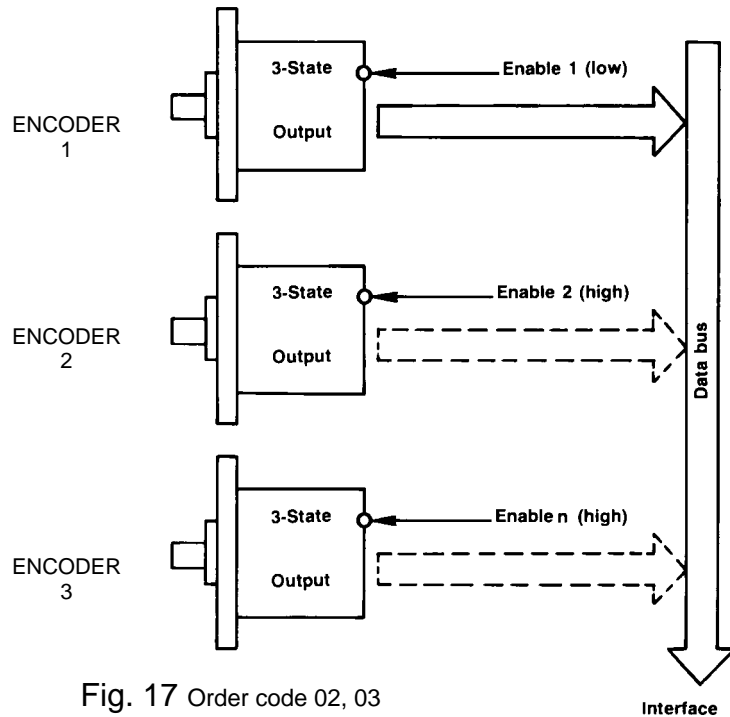 3-State
Enable 1 (low)
ENCODER
1
Output
3-State
Enable 2 (high)
ENCODER
2
Output
Data bus
3-State
Enable n (high)
ENCODER
3
Output
Fig. 17 Order code 02, 03
Interface